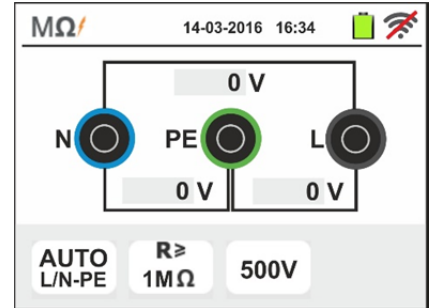 MΩ 14-03-2016 16:34
0 V
N PE L
0 V 0 V
AUTO R≥ 500V
L/N-PE 1MΩ